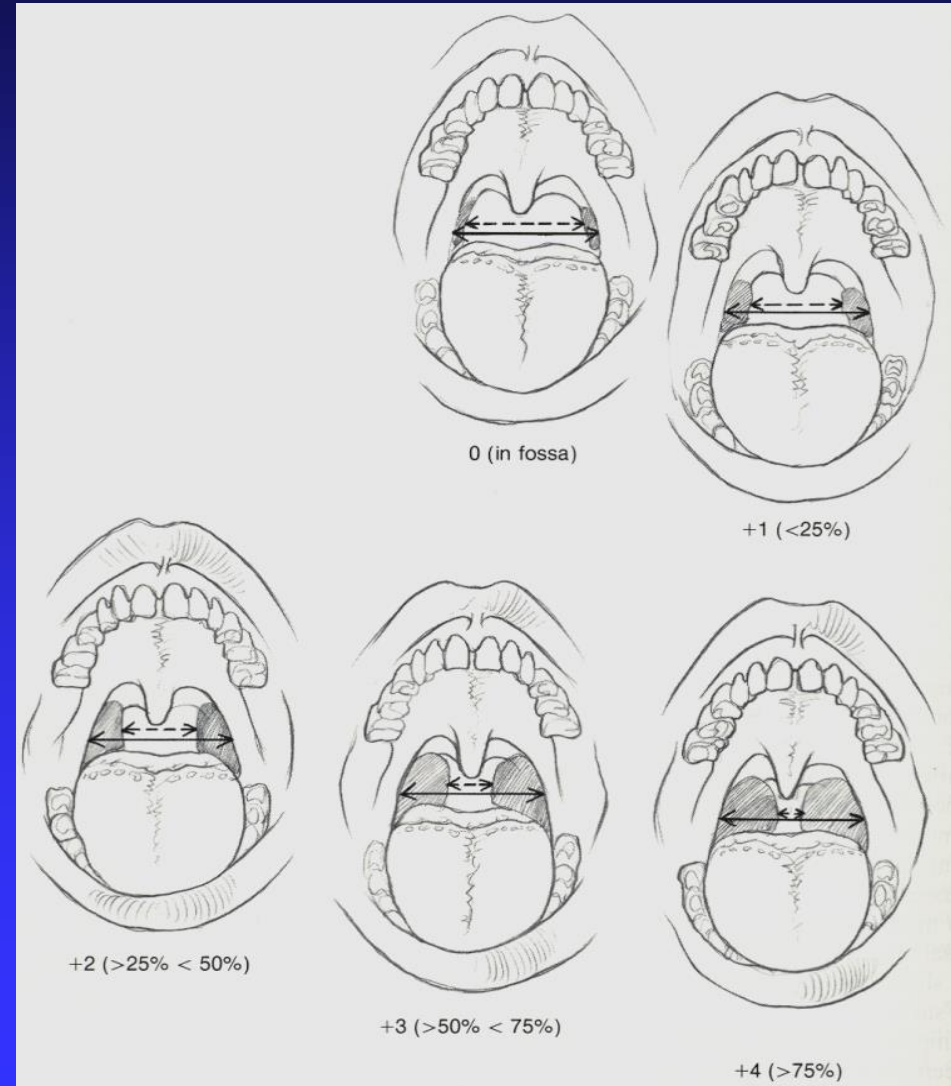 0 (in fossa)
+1 (<25%)
+2 (>25% < 50%)
+3 (>50% < 75%)
+4 (>75%)